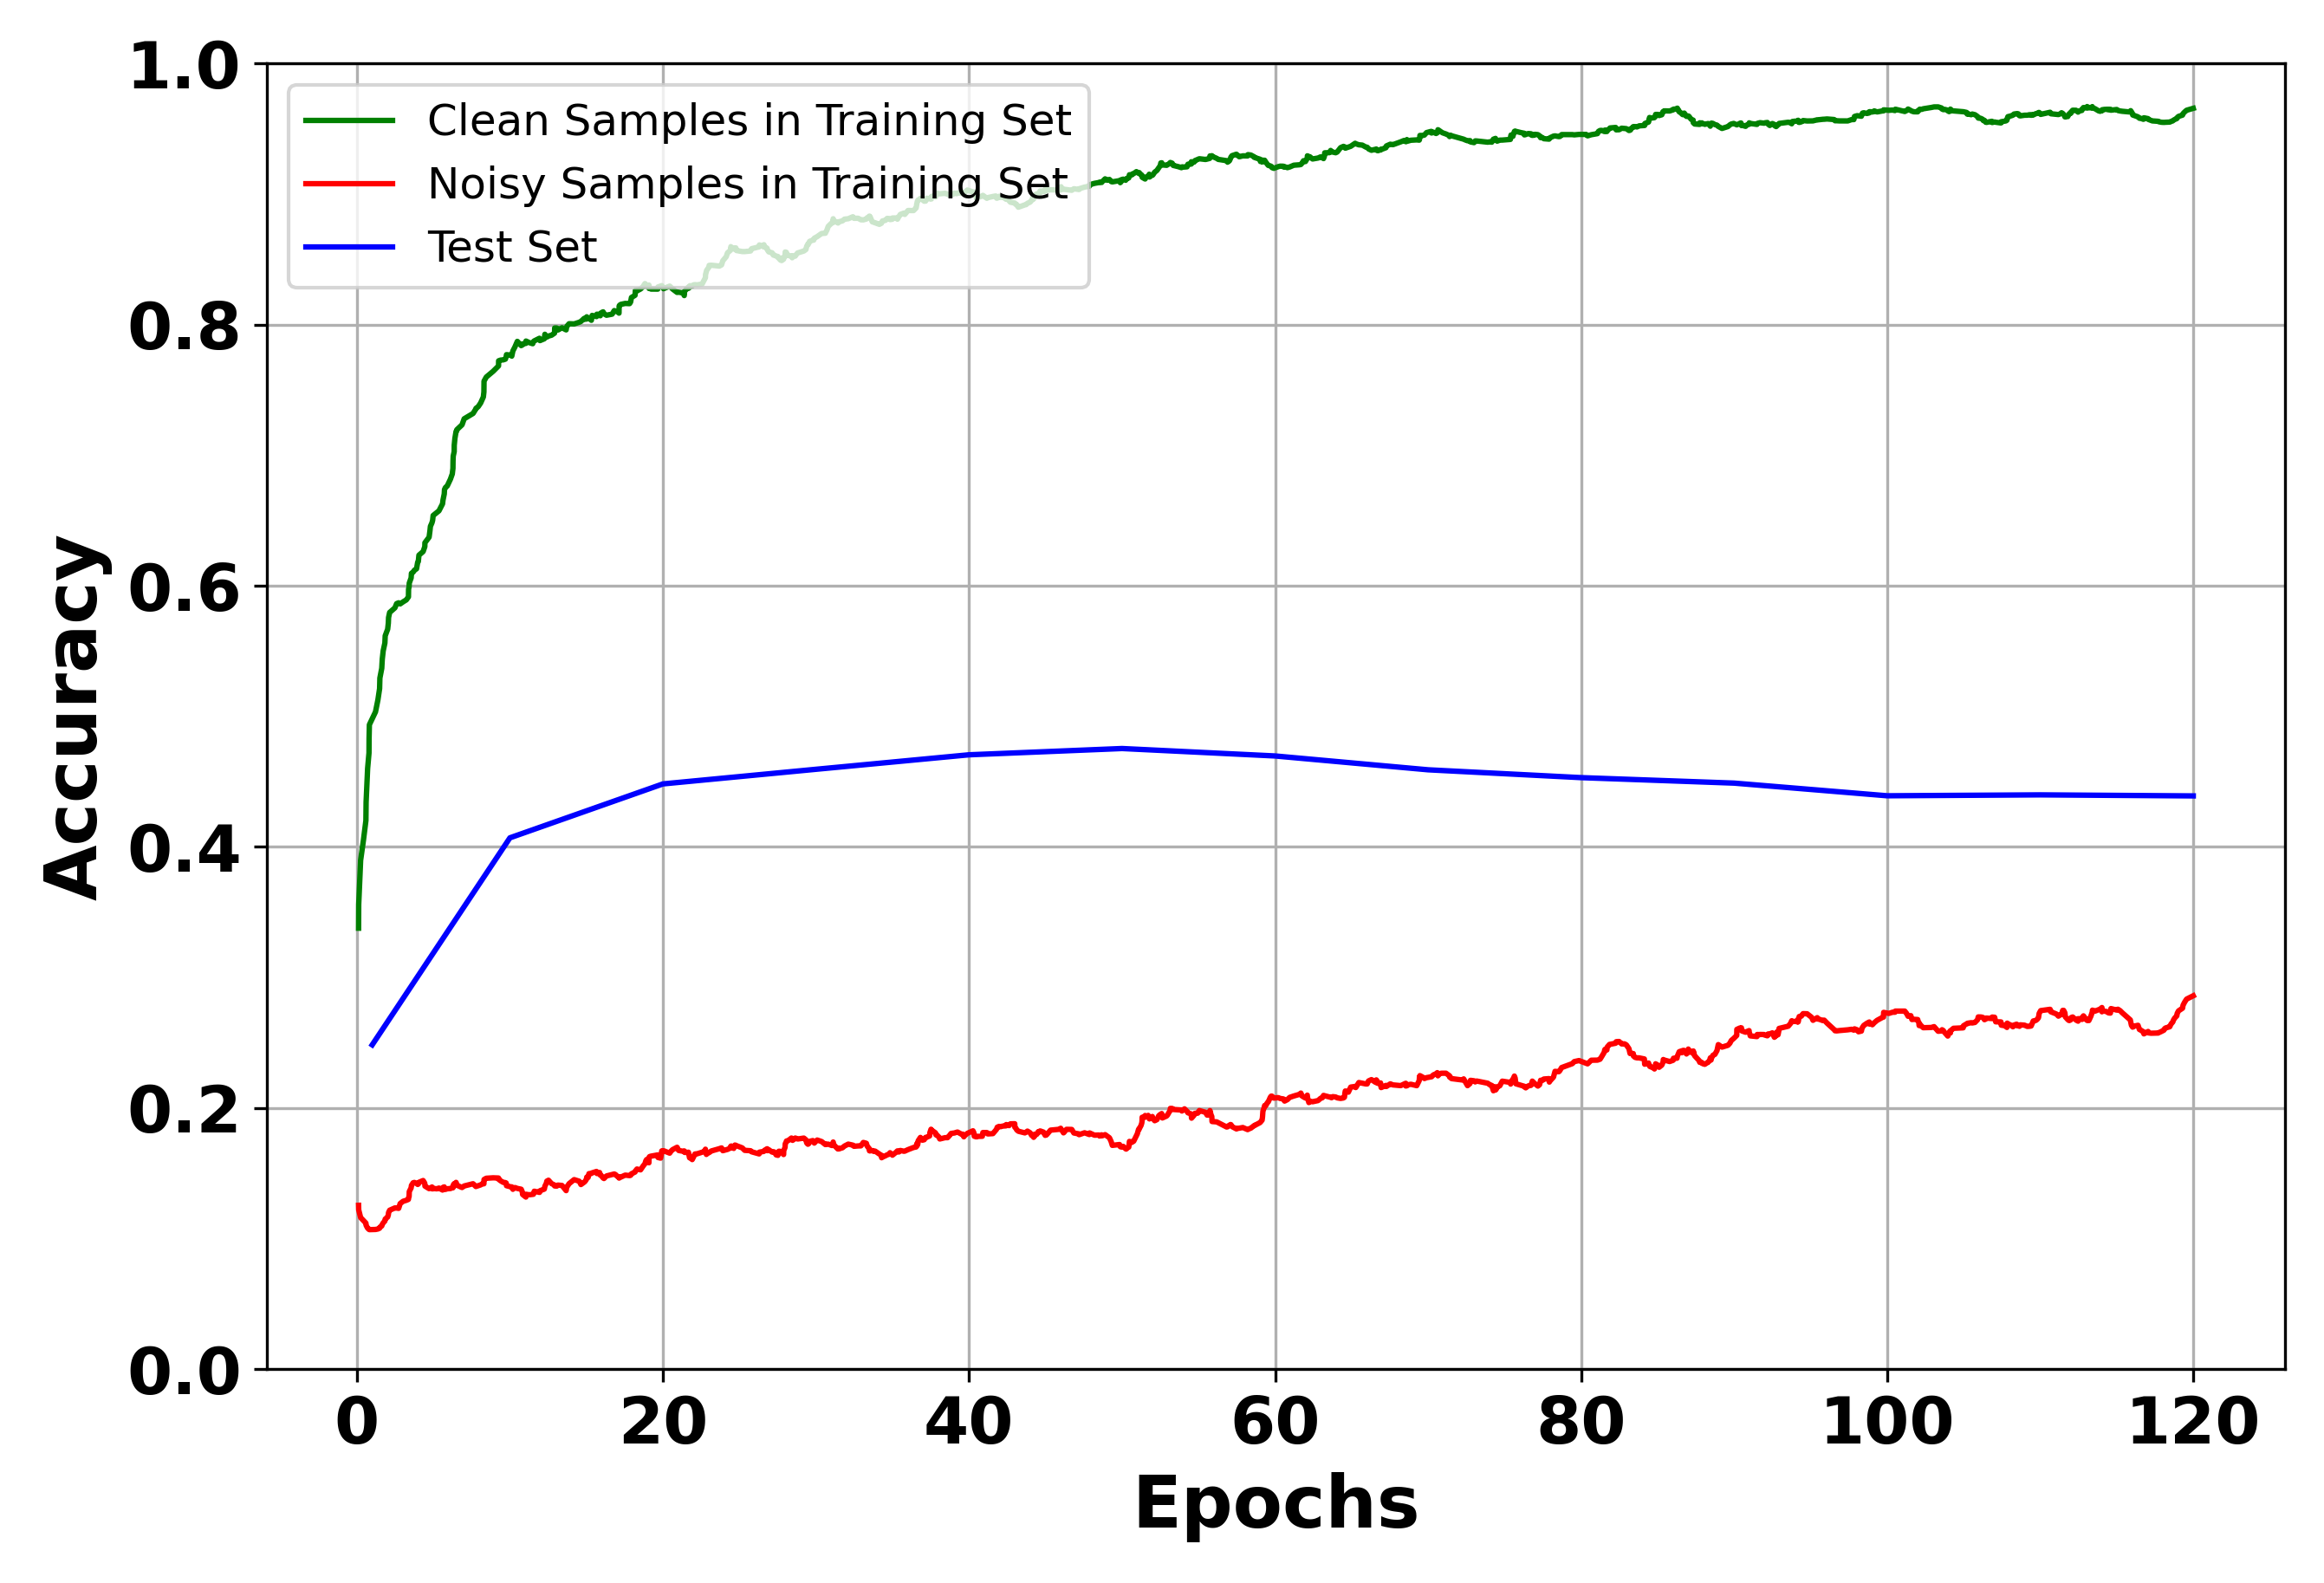 1.0
0.8
0.6
0.4
0.2
0.0
Accuracy
Clean Samples in Training Set
Noisy Samples in Training Set
Test Set
0 20 40 60 80 100 120
Epochs